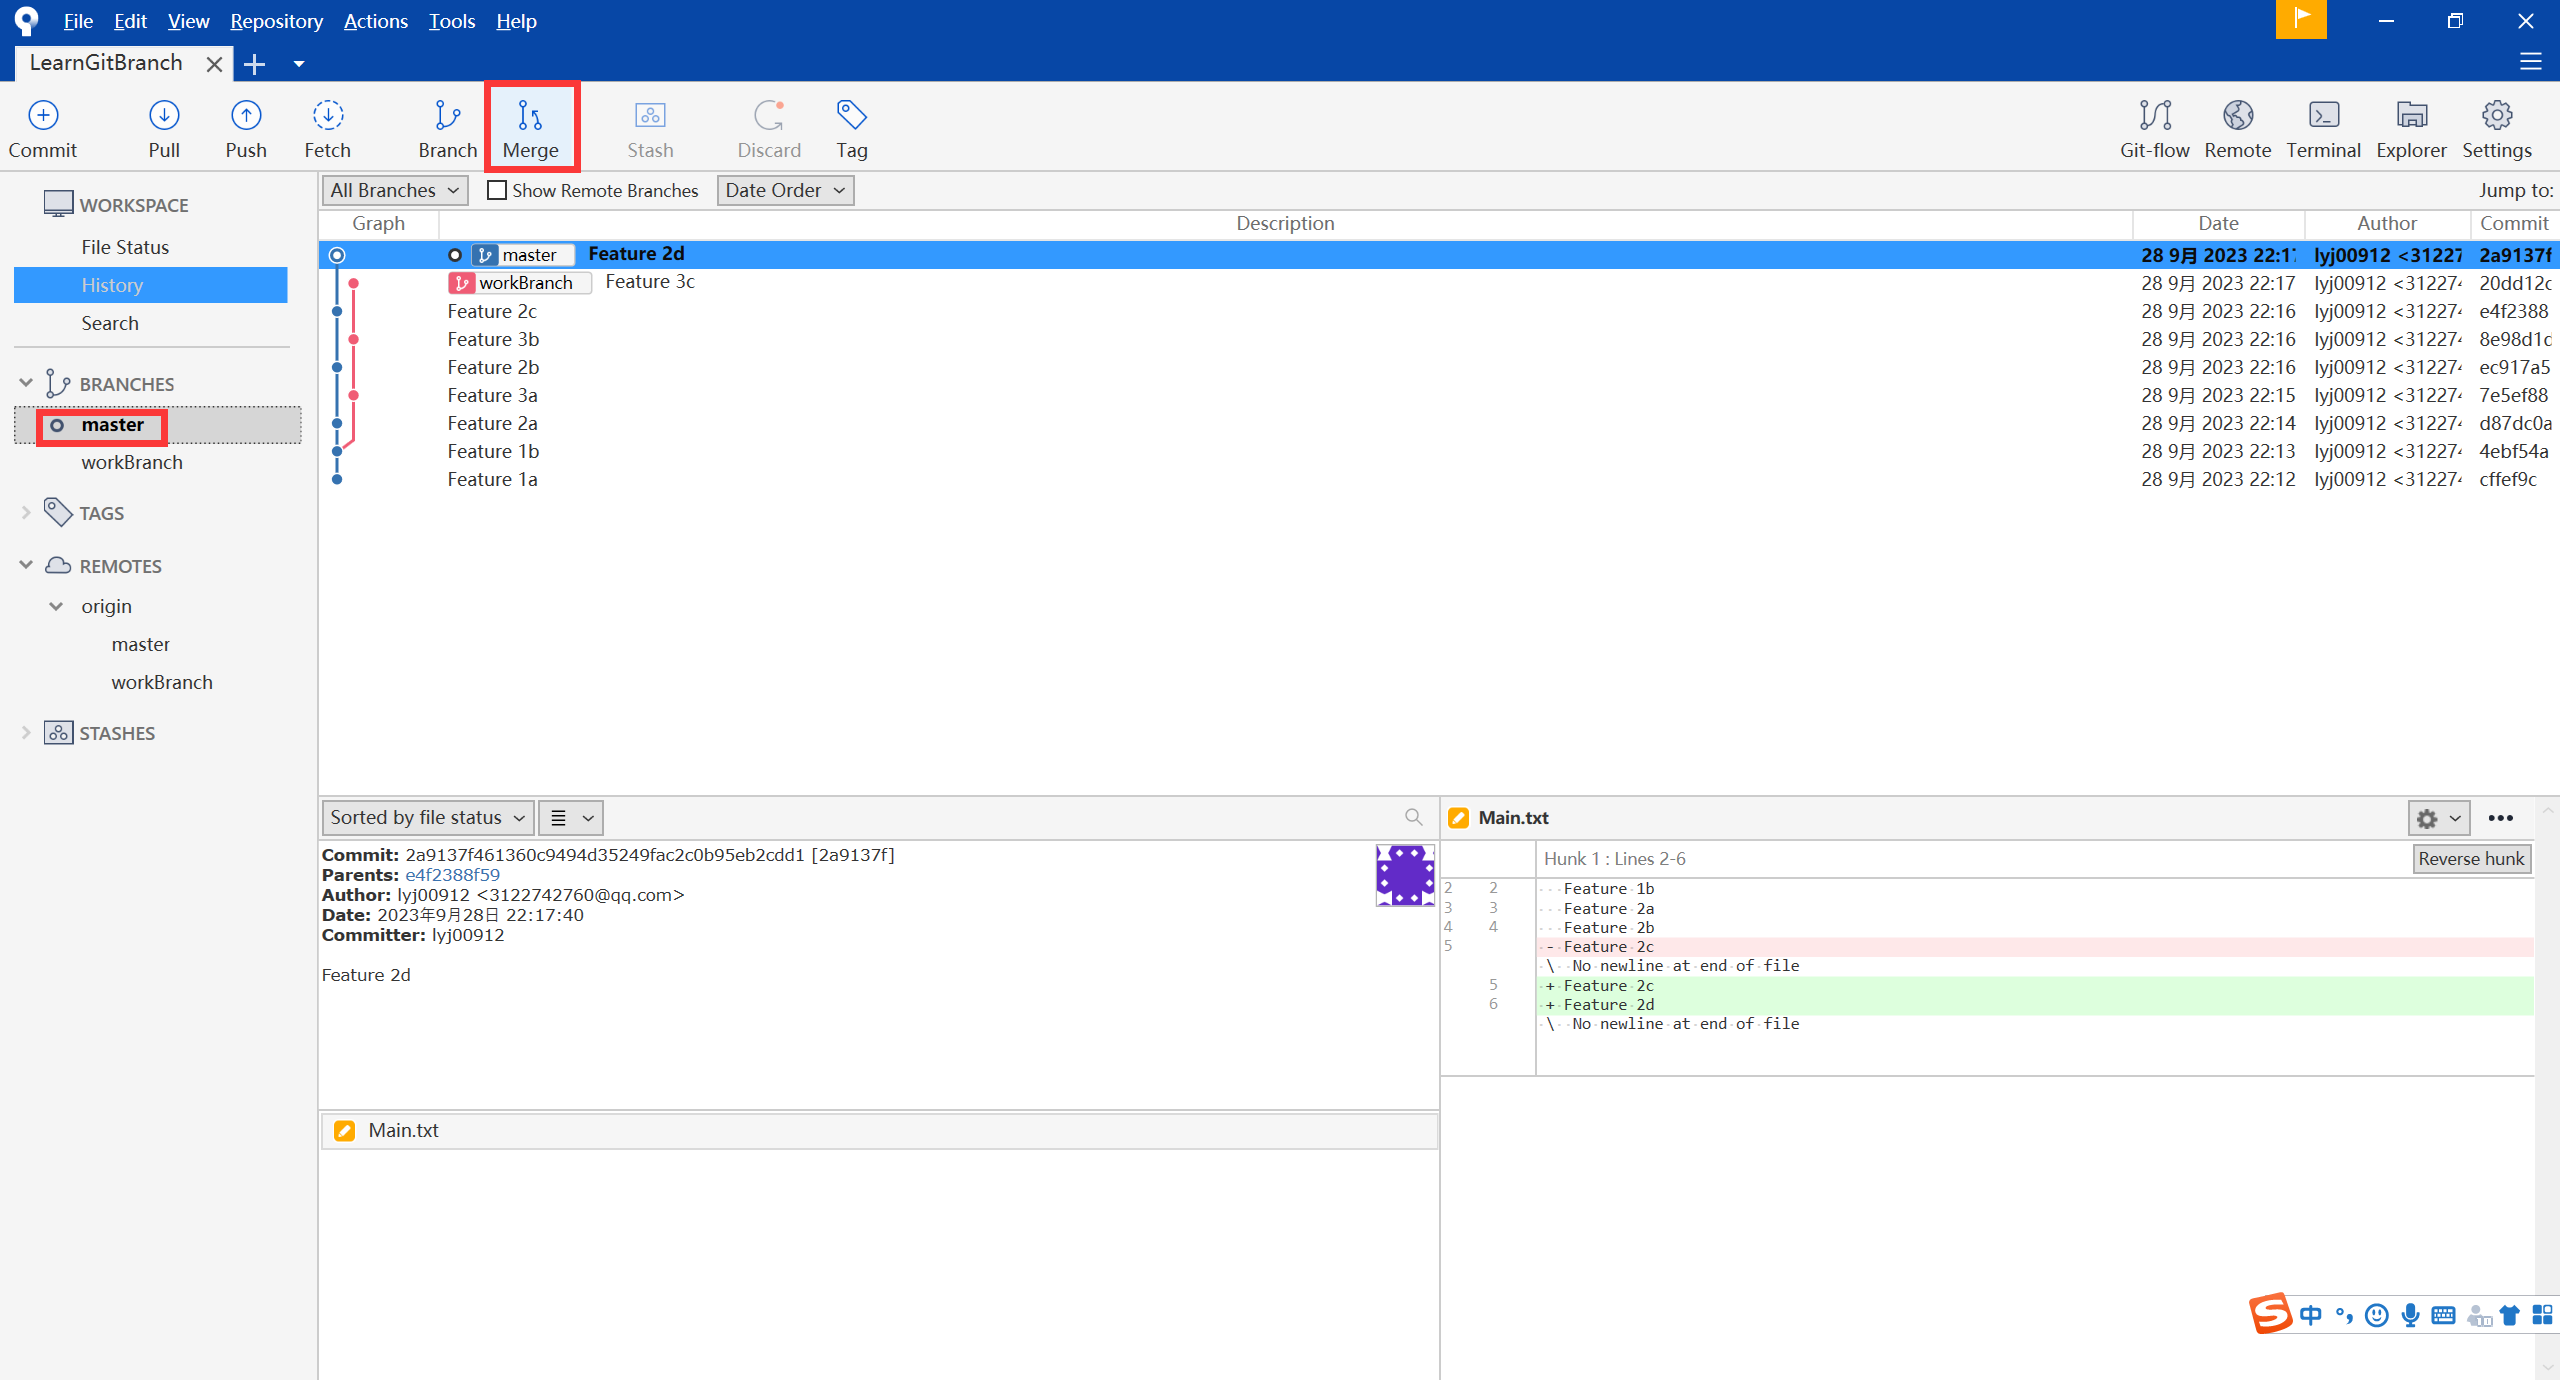 File Edit View Repository Actions Tools Help
LearnGitBranch
Commit Pull Push Fetch Branch Merge Stash Discard Tag Git-flow Remote Terminal Explorer Settings
All Branches Show Remote Branches Date Order Jump to:
Graph Description Date Author Commit
master Feature 2d 28 9月 2023 22:17 lyj00912 <31227 2a9137f
workBranch Feature 3c 28 9月 2023 22:17 lyj00912 <312274 20dd12c
Feature 2c 28 9月 2023 22:16 lyj00912 <312274 e4f2388
Feature 3b 28 9月 2023 22:16 lyj00912 <312274 8e98d1d
Feature 2b 28 9月 2023 22:16 lyj00912 <312274 ec917a5
Feature 3a 28 9月 2023 22:15 lyj00912 <312274 7e5ef88
Feature 2a 28 9月 2023 22:14 lyj00912 <312274 d87dc0a
Feature 1b 28 9月 2023 22:13 lyj00912 <312274 4ebf54a
Feature 1a 28 9月 2023 22:12 lyj00912 <312274 cffef9c
WORKSPACE
File Status
History
Search
BRANCHES
master
workBranch
TAGS
REMOTES
origin
master
workBranch
STASHES
Sorted by file status
Commit: 2a9137f461360c9494d35249fac2c0b95eb2cdd1 [2a9137f]
Parents: e4f2388f59
Author: lyj00912 <3122742760@qq.com>
Date: 2023年9月28日 22:17:40
Committer: lyj00912
Feature 2d
Main.txt
Main.txt
Hunk 1 : Lines 2-6 Reverse hunk
2 2 Feature 1b
3 3 Feature 2a
4 4 Feature 2b
5 - Feature 2c
\ No newline at end of file
5 + Feature 2c
6 + Feature 2d
\ No newline at end of file
中